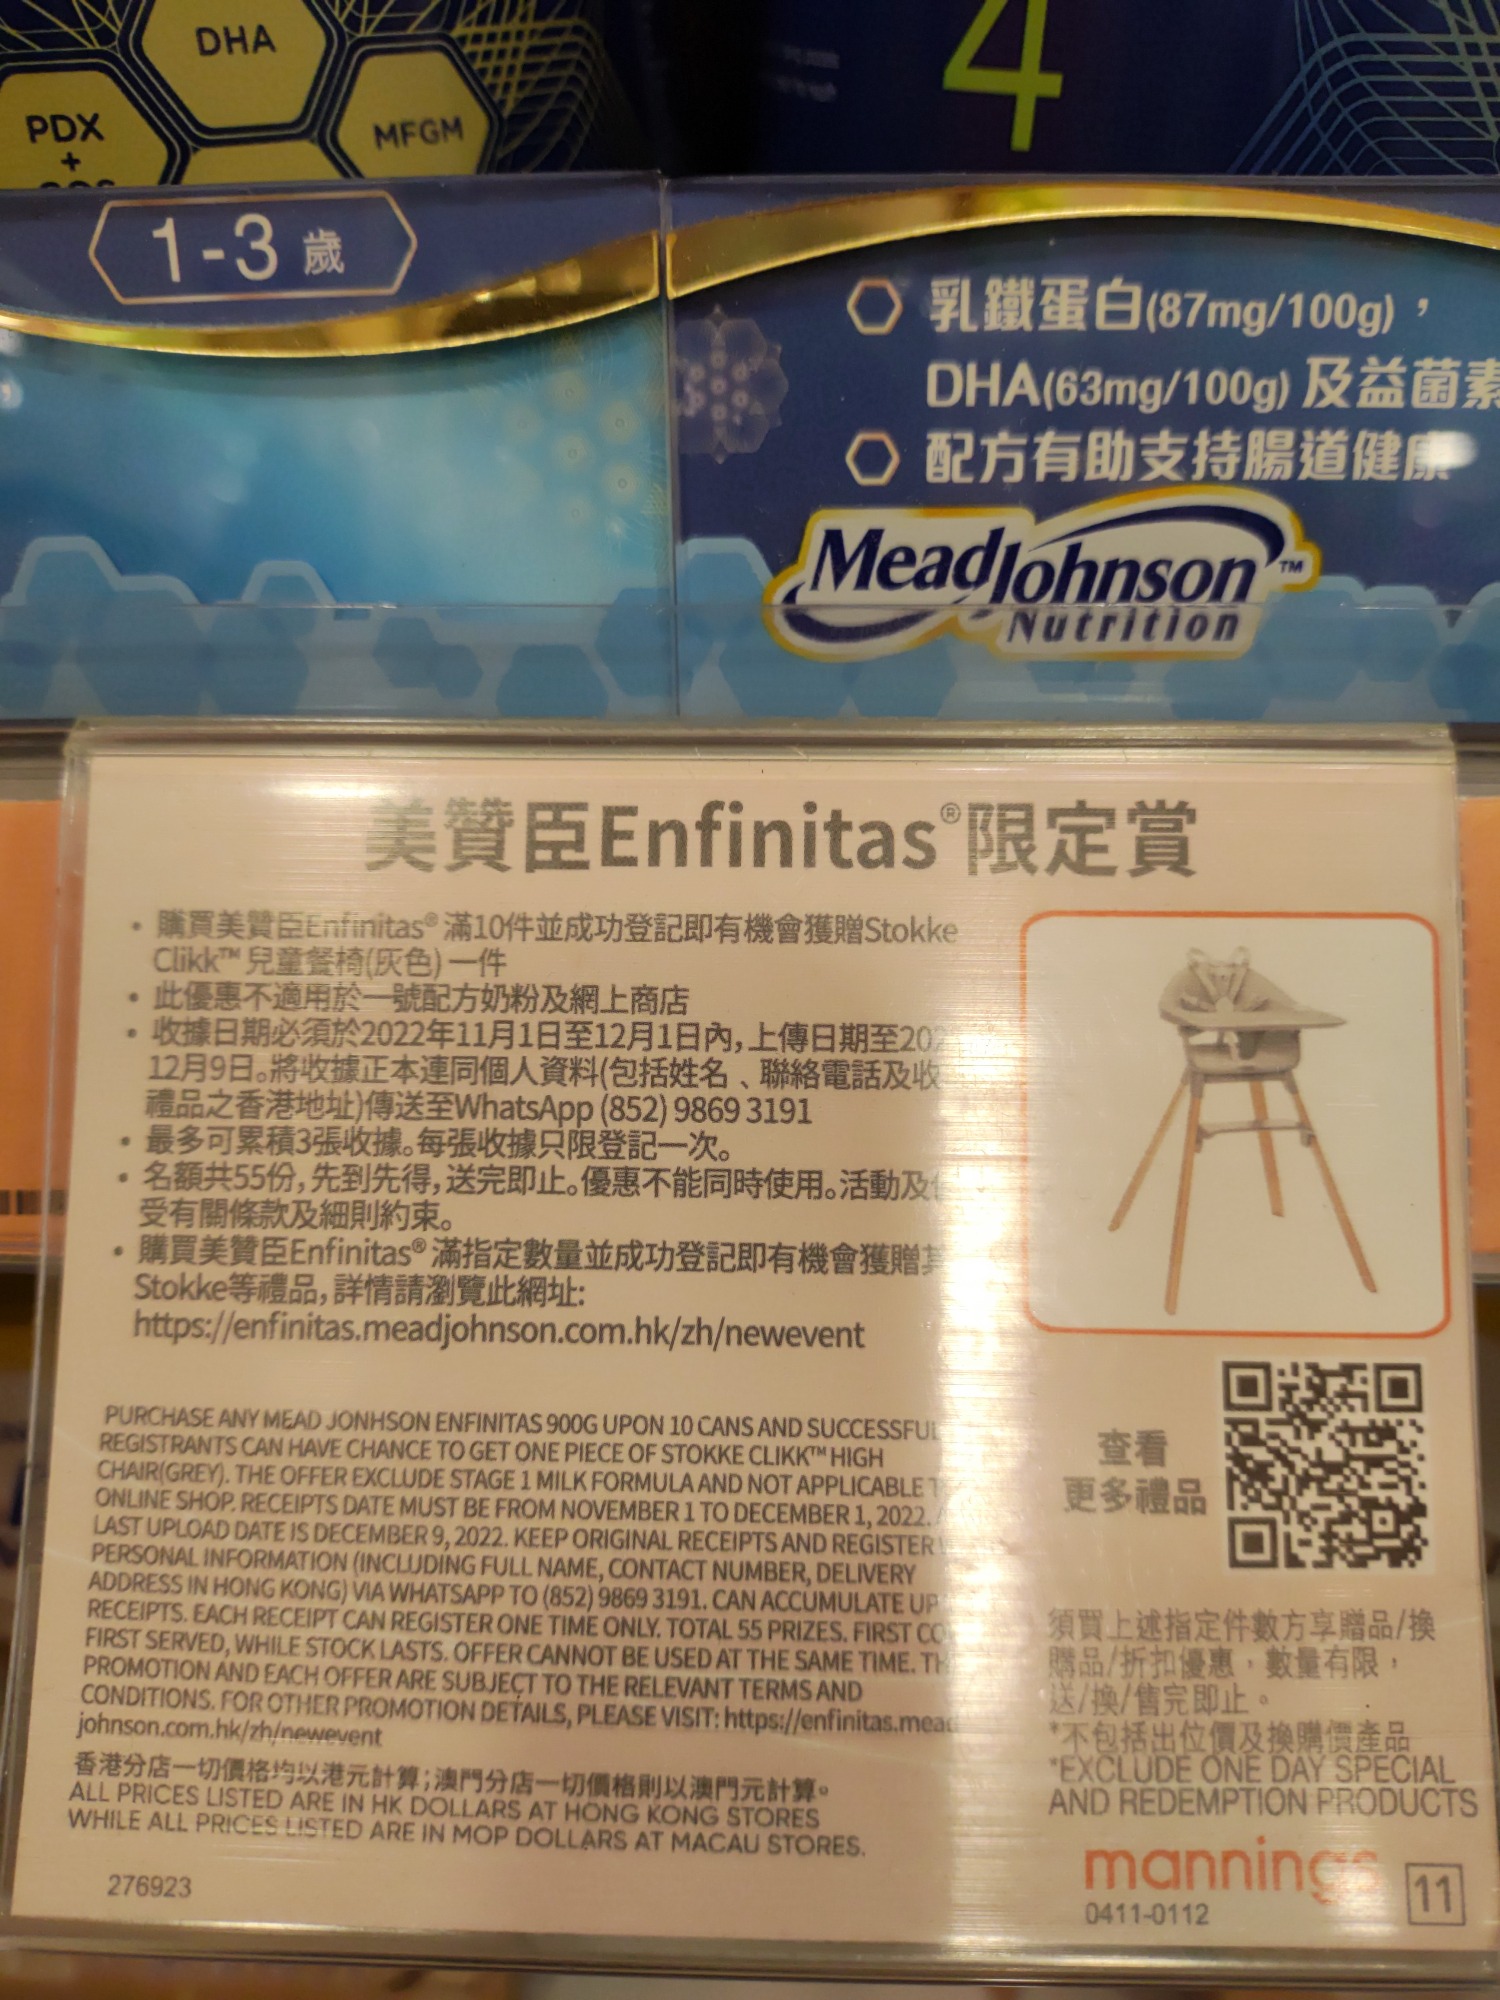 DHA
PDX
+
MFGM
4
1-3 歲
乳鐵蛋白(87mg/100g)，
DHA(63mg/100g) 及益菌素
配方有助支持腸道健康
MeadJohnson™
Nutrition
美贊臣Enfinitas®限定賞
• 購買美贊臣Enfinitas® 滿10件並成功登記即有機會獲贈Stokke
Clikk™ 兒童餐椅(灰色) 一件
• 此優惠不適用於一號配方奶粉及網上商店
• 收據日期必須於2022年11月1日至12月1日內，上傳日期至202
12月9日。將收據正本連同個人資料(包括姓名、聯絡電話及收
禮品之香港地址)傳送至WhatsApp (852) 9869 3191
• 最多可累積3張收據。每張收據只限登記一次。
• 名額共55份，先到先得，送完即止。優惠不能同時使用。活動及
受有關條款及細則約束。
• 購買美贊臣Enfinitas® 滿指定數量並成功登記即有機會獲贈其
Stokke等禮品，詳情請瀏覽此網址:
https://enfinitas.meadjohnson.com.hk/zh/newevent
PURCHASE ANY MEAD JONHSON ENFINITAS 900G UPON 10 CANS AND SUCCESSFUL
REGISTRANTS CAN HAVE CHANCE TO GET ONE PIECE OF STOKKE CLIKK™ HIGH
CHAIR(GREY). THE OFFER EXCLUDE STAGE 1 MILK FORMULA AND NOT APPLICABLE T
ONLINE SHOP. RECEIPTS DATE MUST BE FROM NOVEMBER 1 TO DECEMBER 1, 2022.
LAST UPLOAD DATE IS DECEMBER 9, 2022. KEEP ORIGINAL RECEIPTS AND REGISTER
PERSONAL INFORMATION (INCLUDING FULL NAME, CONTACT NUMBER, DELIVERY
ADDRESS IN HONG KONG) VIA WHATSAPP TO (852) 9869 3191. CAN ACCUMULATE UP
RECEIPTS. EACH RECEIPT CAN REGISTER ONE TIME ONLY. TOTAL 55 PRIZES. FIRST CO
FIRST SERVED, WHILE STOCK LASTS. OFFER CANNOT BE USED AT THE SAME TIME. TH
PROMOTION AND EACH OFFER ARE SUBJECT TO THE RELEVANT TERMS AND
CONDITIONS. FOR OTHER PROMOTION DETAILS, PLEASE VISIT: https://enfinitas.mead
johnson.com.hk/zh/newevent
香港分店一切價格均以港元計算；澳門分店一切價格則以澳門元計算。
ALL PRICES LISTED ARE IN HK DOLLARS AT HONG KONG STORES
WHILE ALL PRICES LISTED ARE IN MOP DOLLARS AT MACAU STORES.
276923
查看
更多禮品
須買上述指定件數方享贈品/換
購品/折扣優惠，數量有限，
送/換/售完即止。
*不包括出位價及換購價產品
*EXCLUDE ONE DAY SPECIAL
AND REDEMPTION PRODUCTS
mannings
0411-0112
11